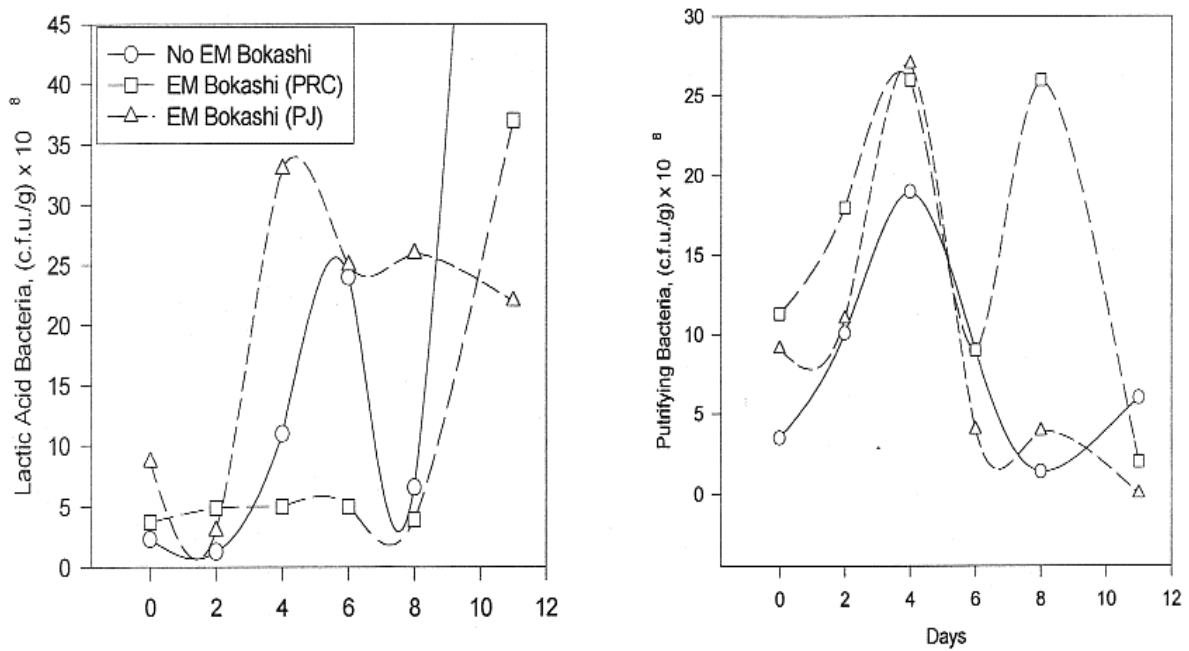 45
40
35
30
25
20
15
10
5
0
Lactic Acid Bacteria, (c.f.u./g) x 10 8
No EM Bokashi
EM Bokashi (PRC)
EM Bokashi (PJ)
0 2 4 6 8 10 12
30
25
20
15
10
5
0
Putrifying Bacteria, (c.f.u./g) x 10 8
0 2 4 6 8 10 12
Days